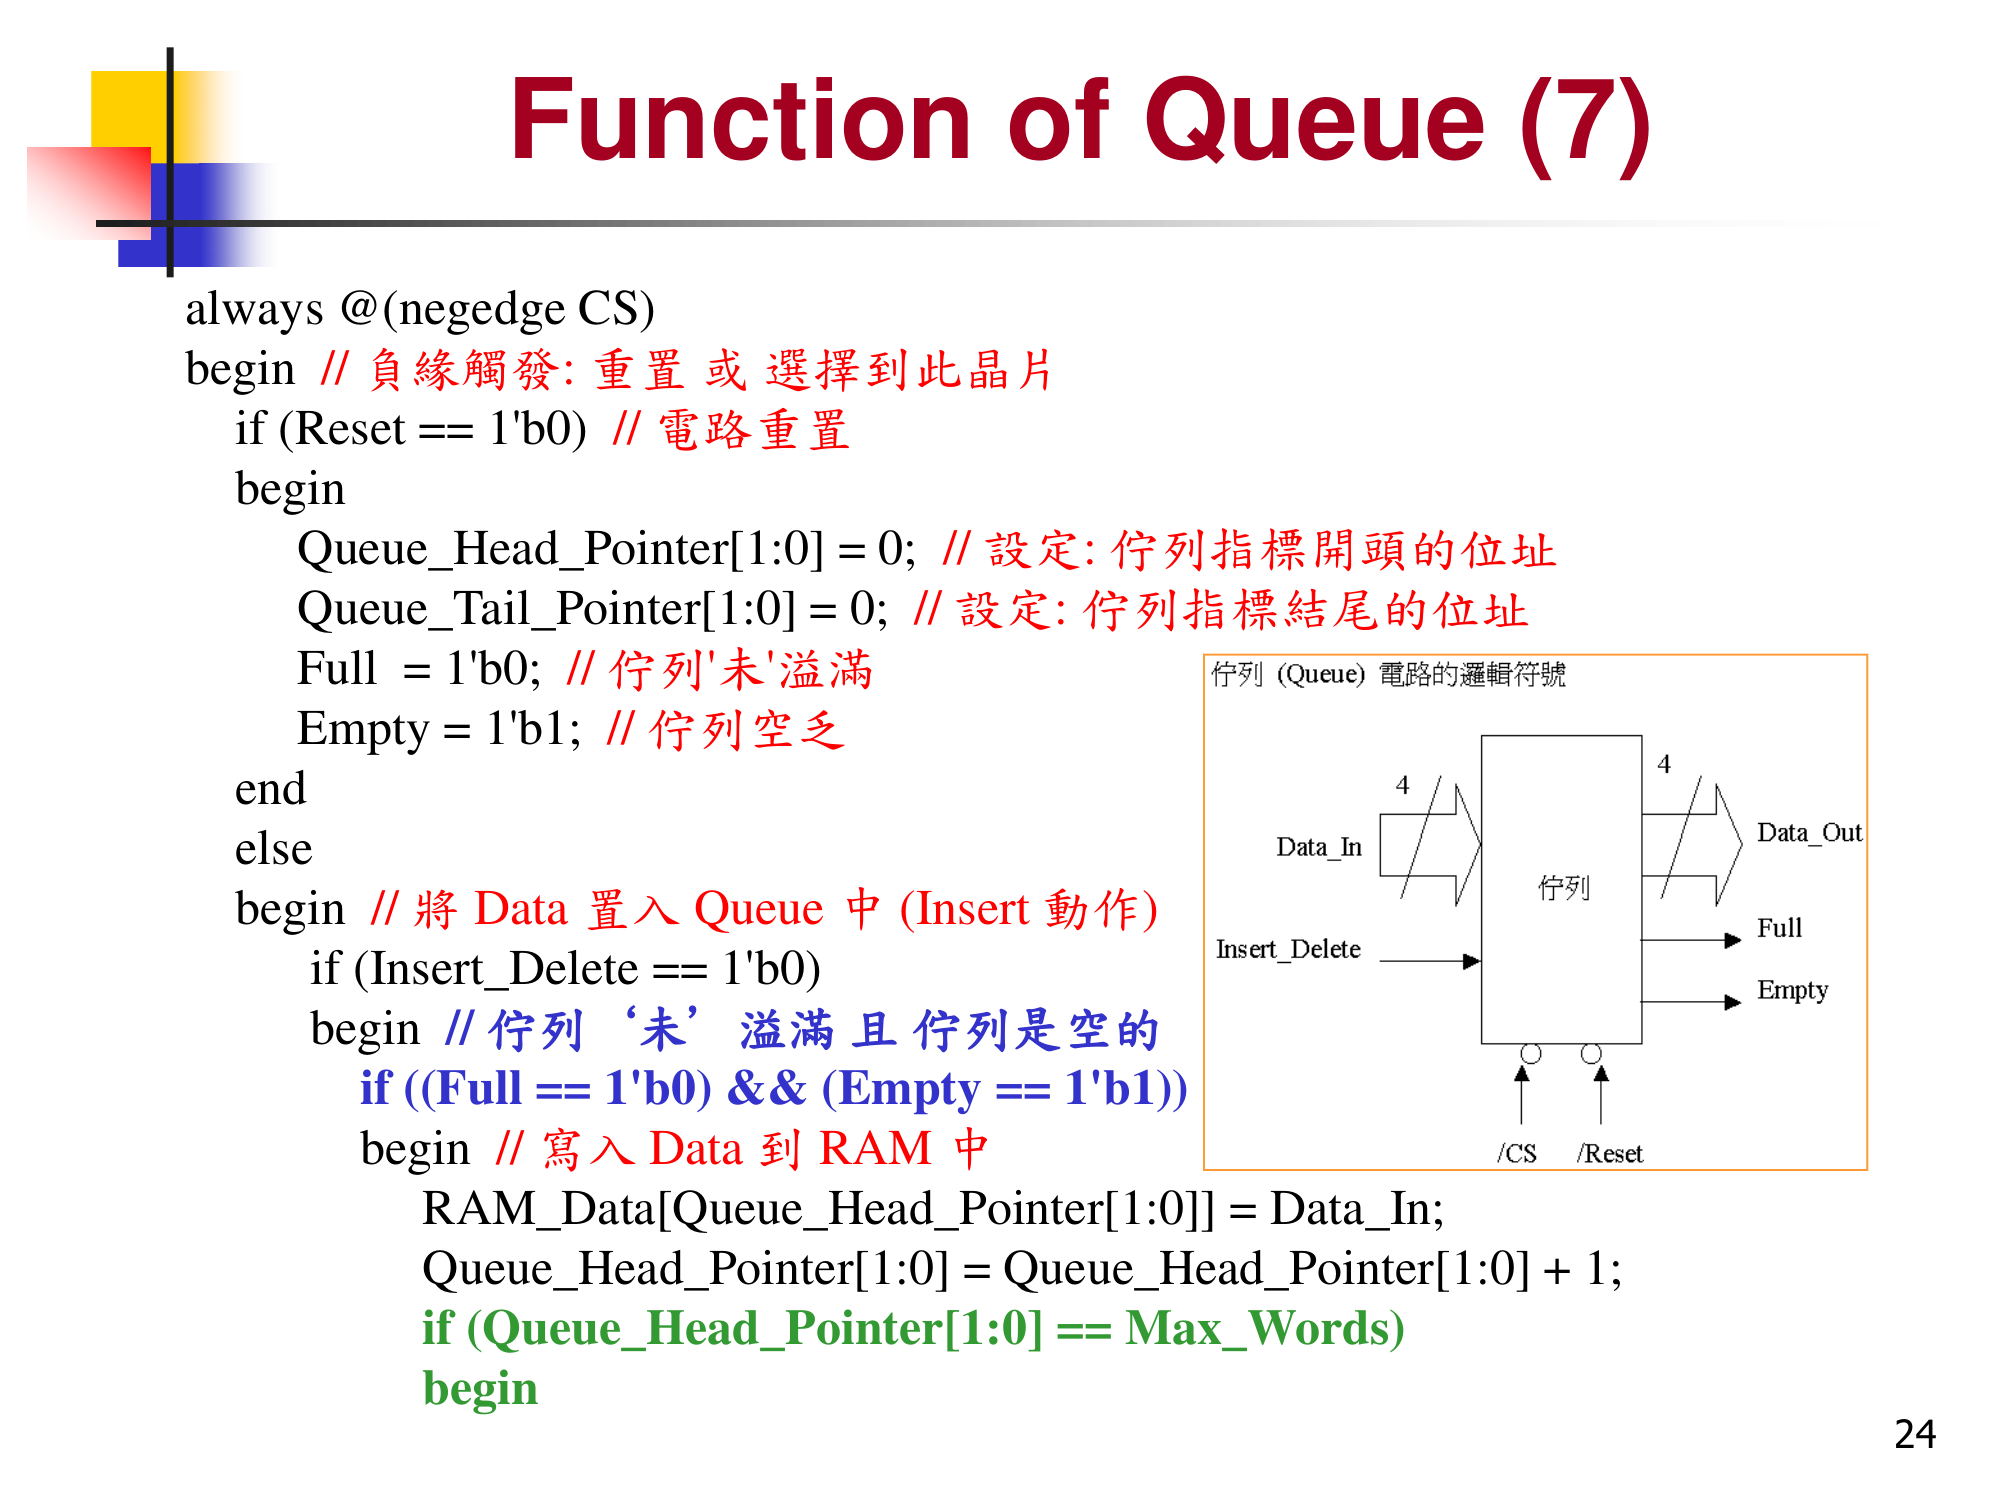 Function of Queue (7)
always @(negedge CS)
begin // 負緣觸發: 重置 或 選擇到此晶片
if (Reset == 1'b0) // 電路重置
begin
Queue_Head_Pointer[1:0] = 0; // 設定: 佇列指標開頭的位址
Queue_Tail_Pointer[1:0] = 0; // 設定: 佇列指標結尾的位址
Full = 1'b0; // 佇列'未'溢滿
Empty = 1'b1; // 佇列空乏
end
else
begin // 將 Data 置入 Queue 中 (Insert 動作)
if (Insert_Delete == 1'b0)
begin // 佇列‘未’溢滿 且 佇列是空的
if ((Full == 1'b0) && (Empty == 1'b1))
begin // 寫入 Data 到 RAM 中
RAM_Data[Queue_Head_Pointer[1:0]] = Data_In;
Queue_Head_Pointer[1:0] = Queue_Head_Pointer[1:0] + 1;
if (Queue_Head_Pointer[1:0] == Max_Words)
begin
佇列 (Queue) 電路的邏輯符號
4
4
Data_In
Data_Out
佇列
Full
Insert_Delete
Empty
/CS
/Reset
24